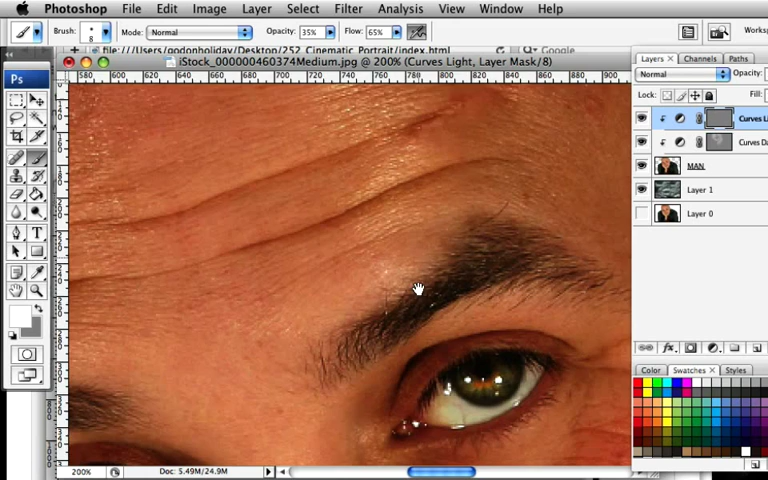 Photoshop File Edit Image Layer Select Filter Analysis View Window Help
Brush: 8 Mode: Normal Opacity: 35% Flow: 65%
file:///Users/godonholiday/Desktop/252_Cinematic_Portrait/index.html Google
iStock_000000460374Medium.jpg @ 200% (Curves Light, Layer Mask/8)
580 600 620 640 660 680 700 720 740 760 780 800 820 840 860 880 900
Ps
Layers x Channels Paths
Normal Opacity:
Lock: Fill:
Curves Li
Curves Da
MAN
Layer 1
Layer 0
Color Swatches x Styles
200% Doc: 5.49M/24.9M